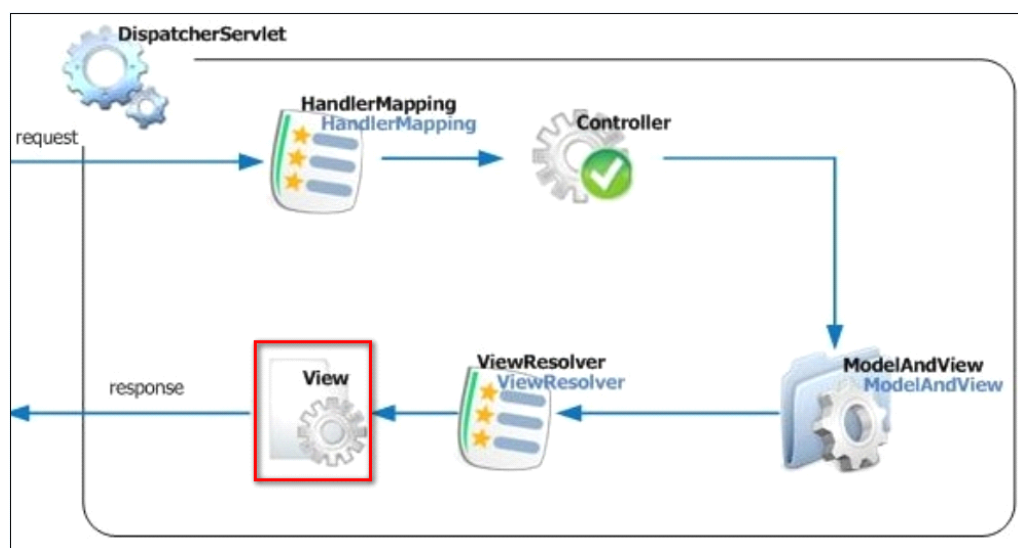 DispatcherServlet
HandlerMapping
HandlerMapping
Controller
request
ViewResolver
ViewResolver
ModelAndView
ModelAndView
View
response